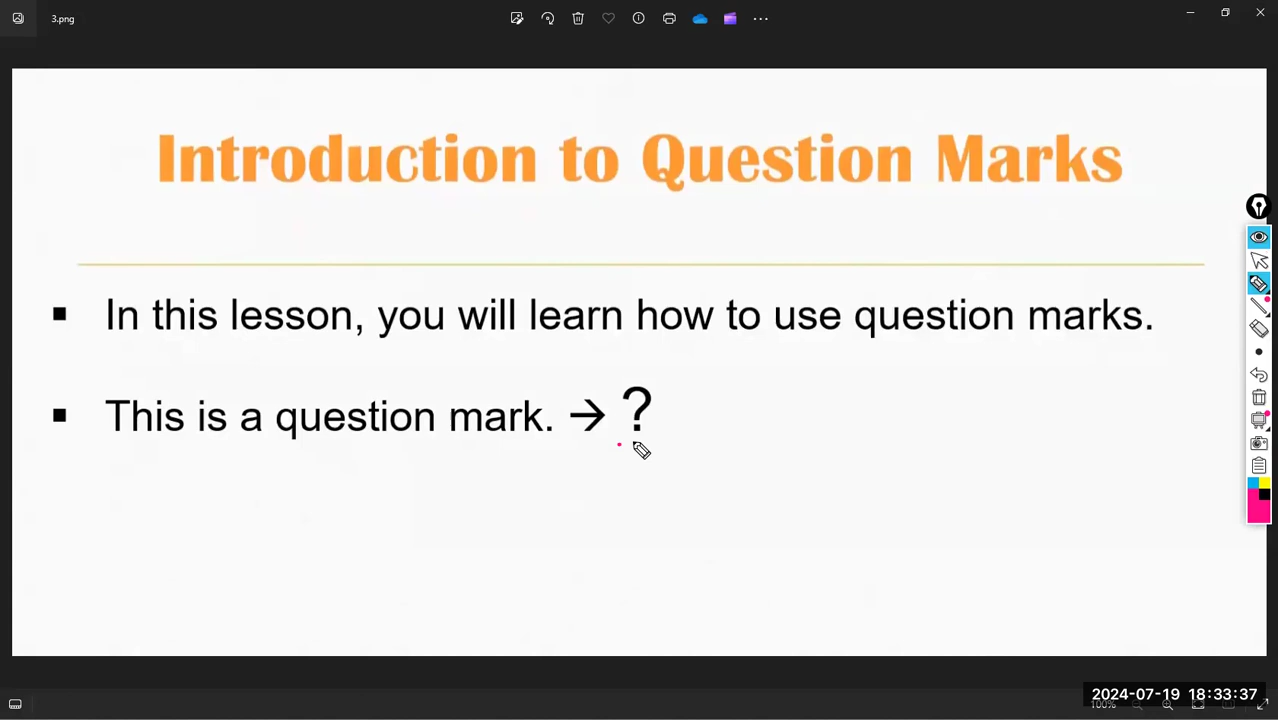 3.png
Introduction to Question Marks
▪ In this lesson, you will learn how to use question marks.
▪ This is a question mark. → ?
2024-07-19 18:33:37
100%